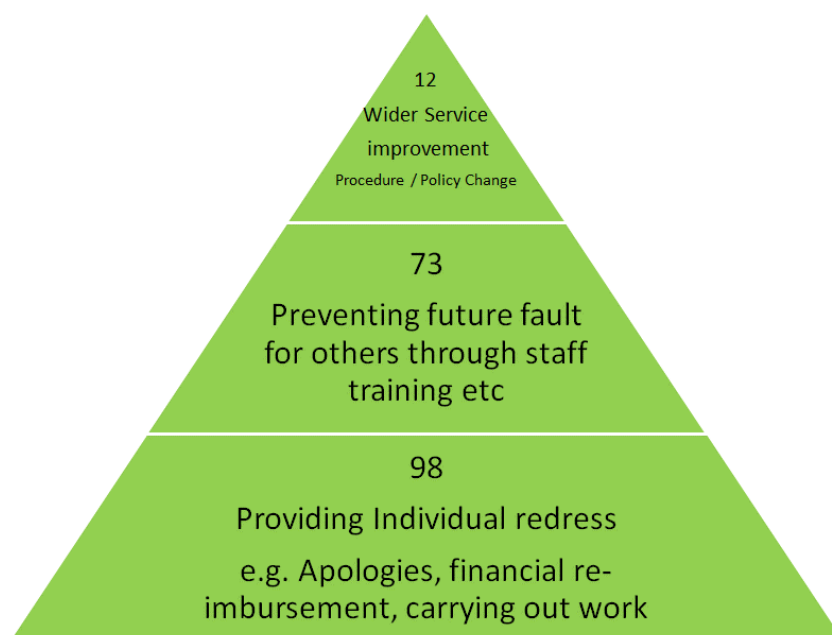 12
Wider Service
improvement
Procedure / Policy Change
73
Preventing future fault
for others through staff
training etc
98
Providing Individual redress
e.g. Apologies, financial re-
imbursement, carrying out work